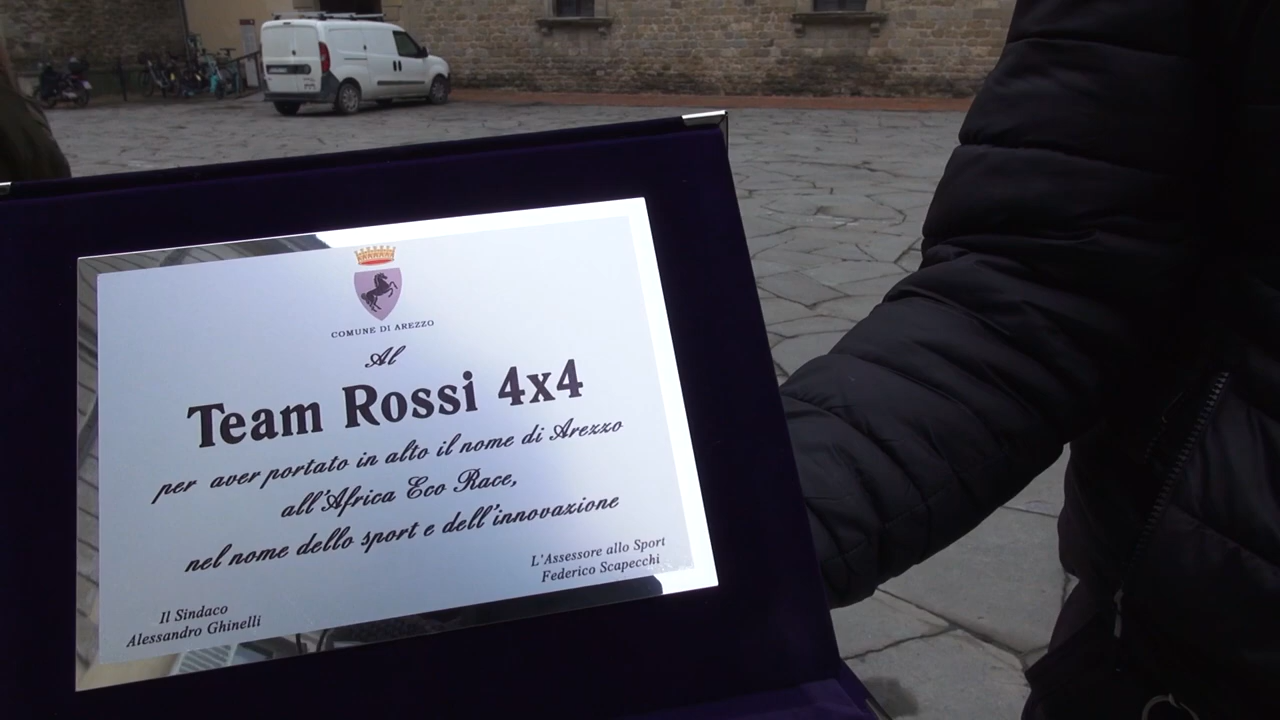 COMUNE DI AREZZO
Al
Team Rossi 4x4
per aver portato in alto il nome di Arezzo
all'Africa Eco Race,
nel nome dello sport e dell'innovazione
L'Assessore allo Sport
Federico Scapecchi
Il Sindaco
Alessandro Ghinelli